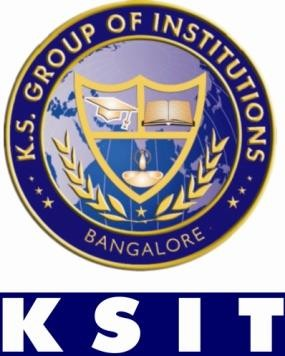 K.S. GROUP OF INSTITUTIONS
BANGALORE
KSIT